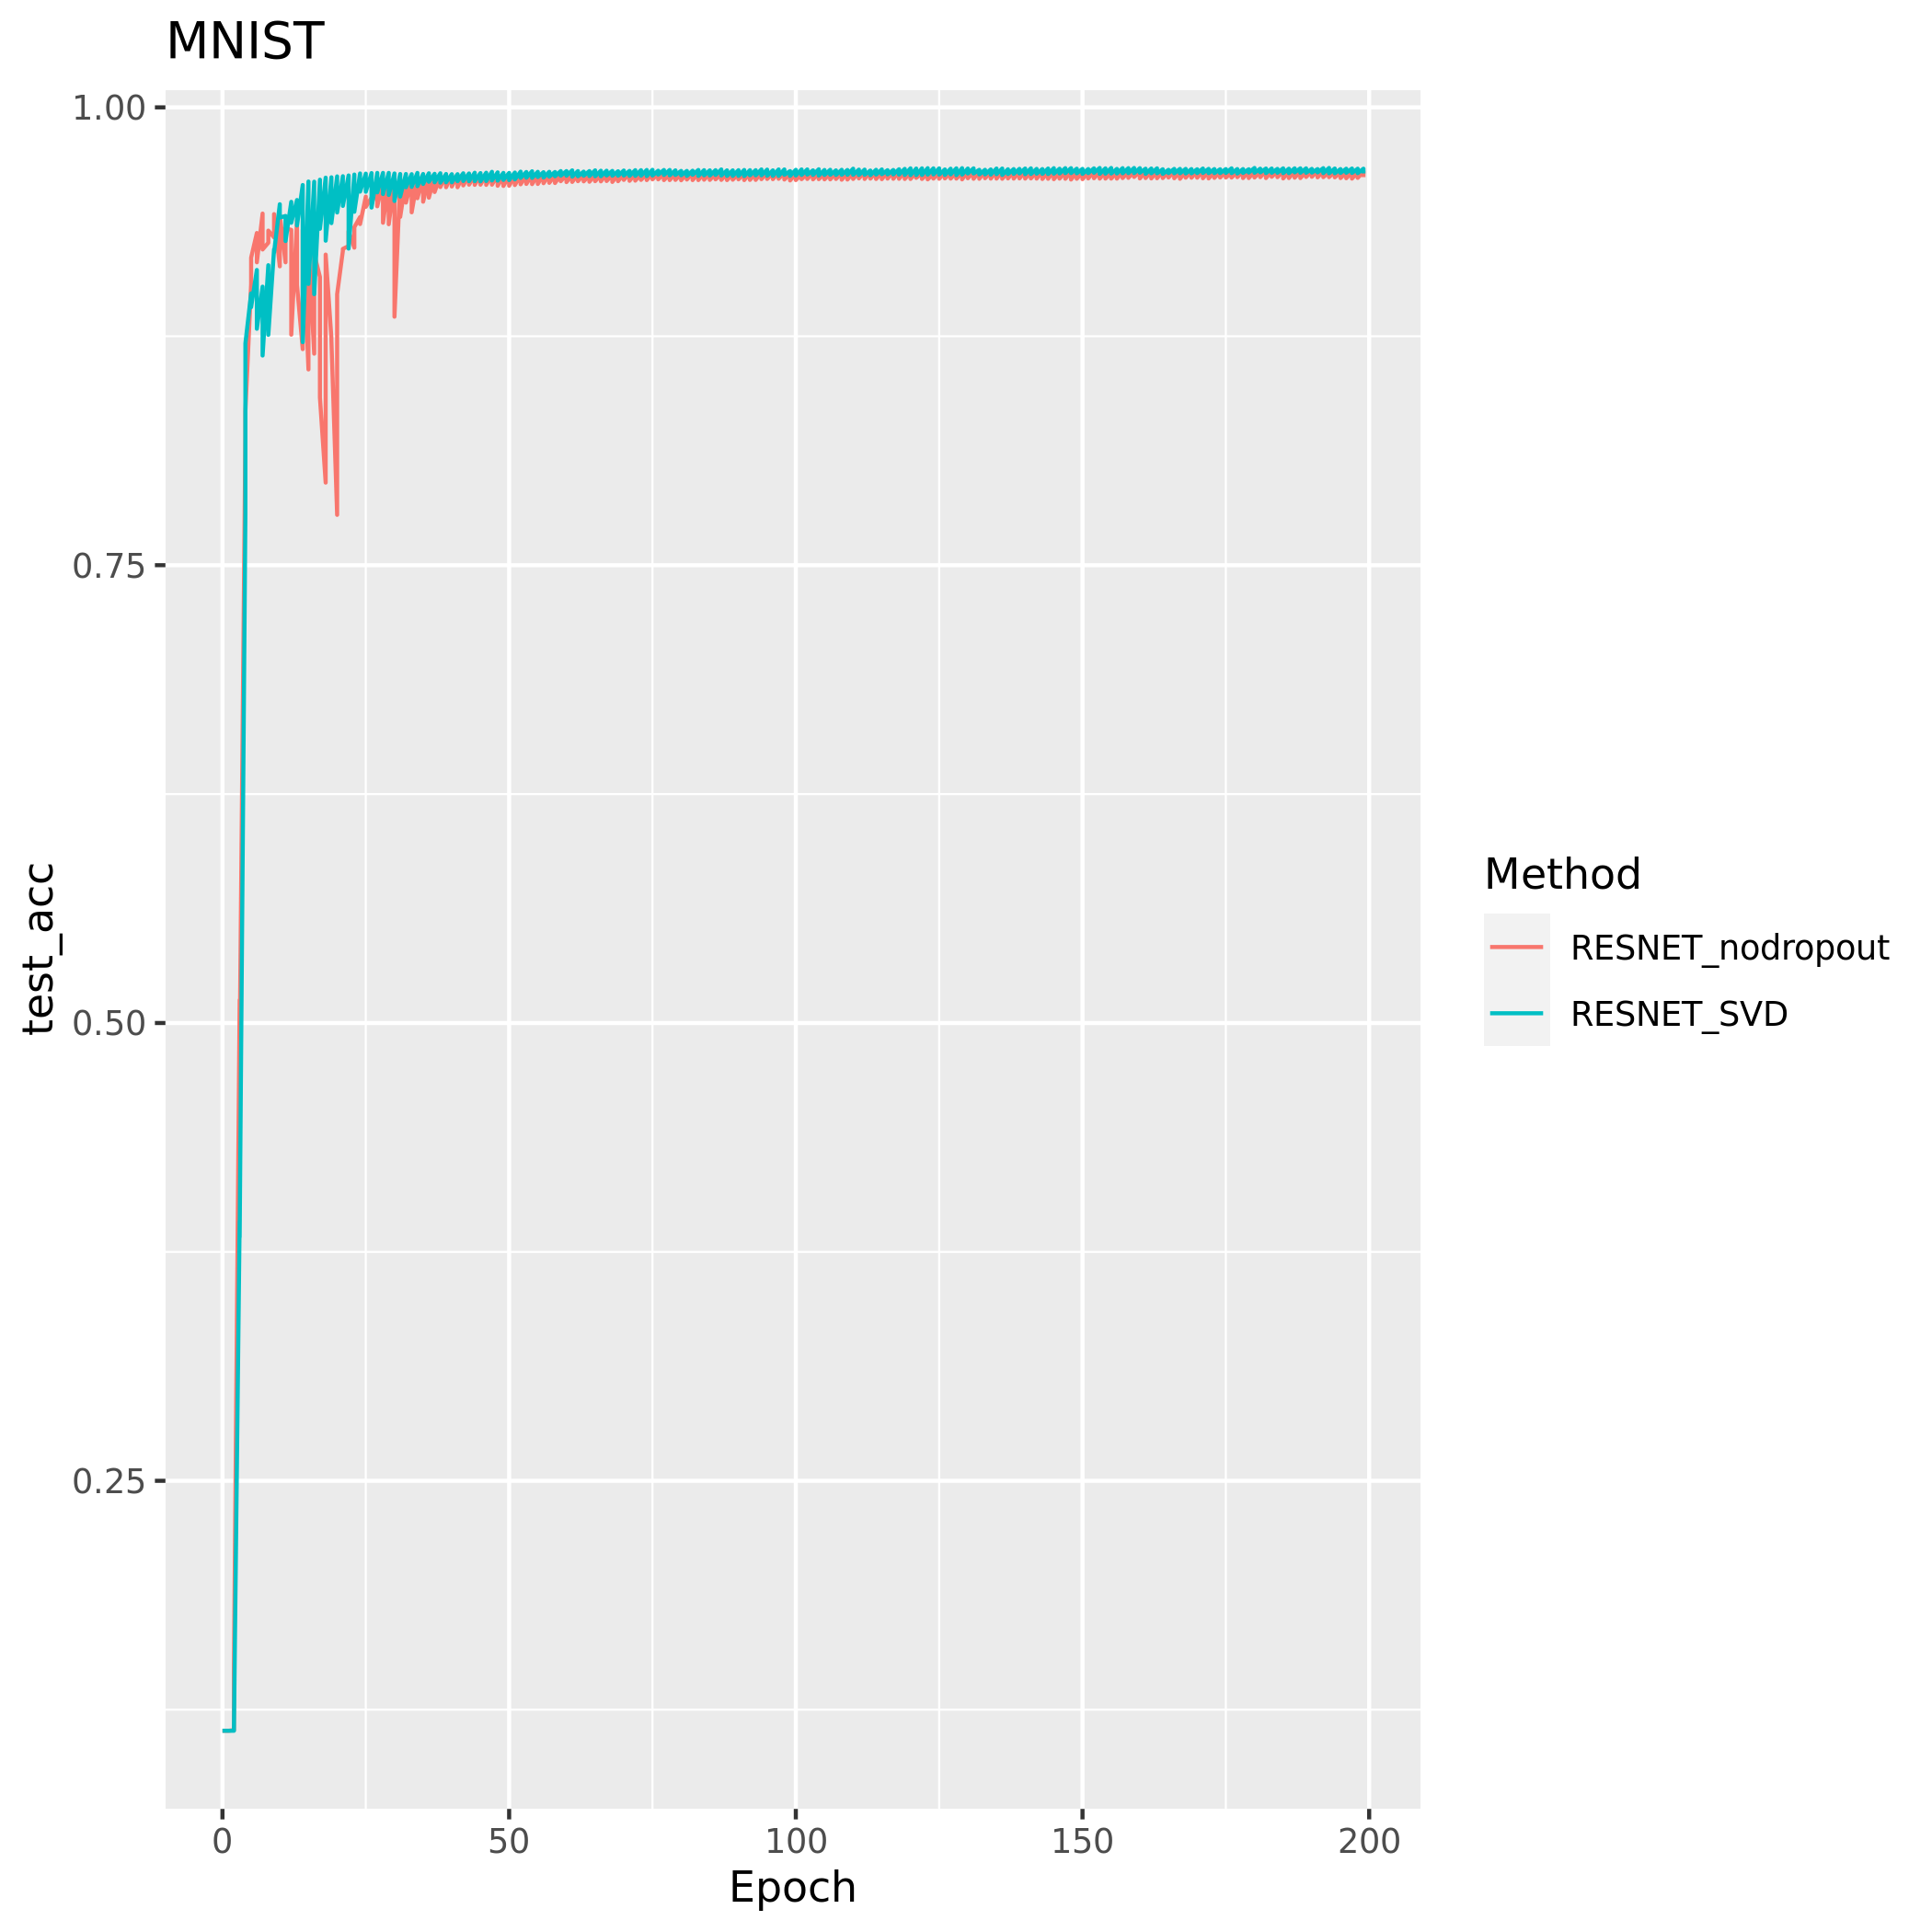 MNIST
1.00
0.75
0.50
0.25
test_acc
0
50
100
150
200
Epoch
Method
RESNET_nodropout
RESNET_SVD